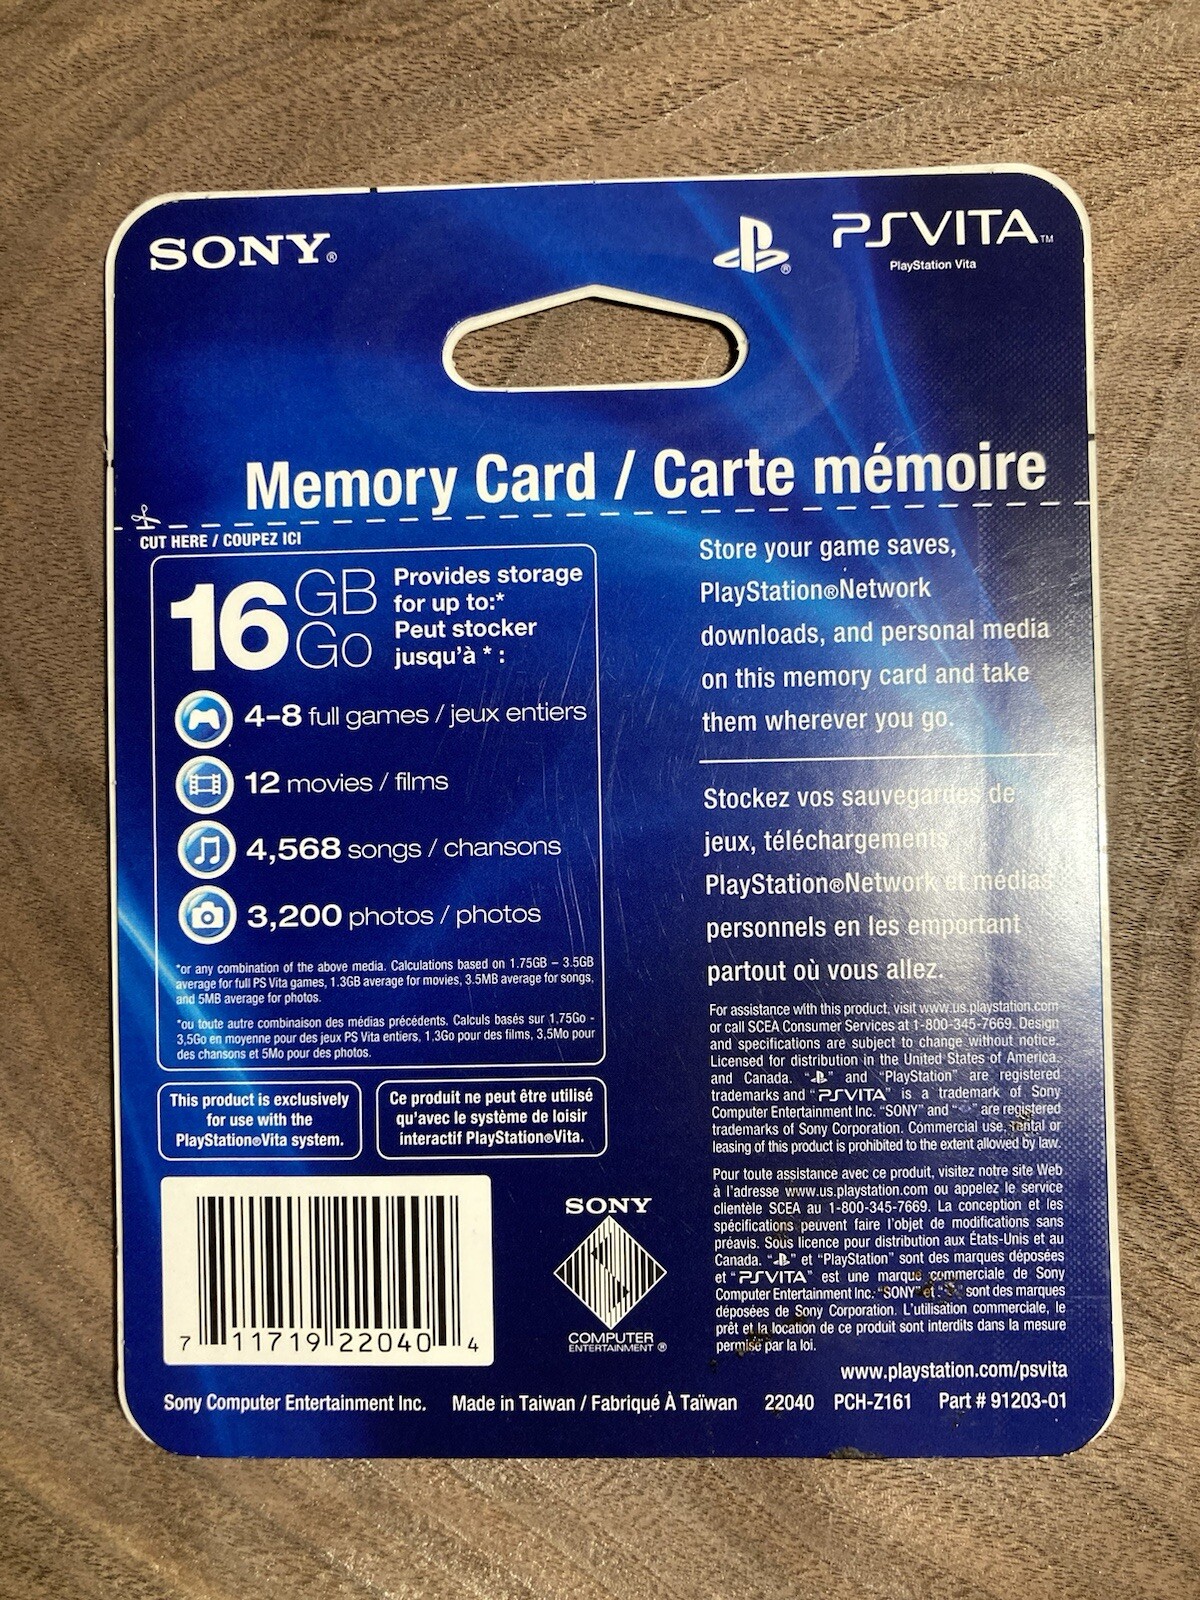 SONY®
PSVITA™
PlayStation Vita
Memory Card / Carte mémoire
CUT HERE / COUPEZ ICI
16 GB
Go
Provides storage
for up to:*
Peut stocker
jusqu'à * :
4-8 full games / jeux entiers
12 movies / films
4,568 songs / chansons
3,200 photos / photos
*or any combination of the above media. Calculations based on 1.75GB – 3.5GB
average for full PS Vita games, 1.3GB average for movies, 3.5MB average for songs,
and 5MB average for photos.
*ou toute autre combinaison des médias précédents. Calculs basés sur 1,75Go -
3,5Go en moyenne pour des jeux PS Vita entiers, 1.3Go pour des films, 3,5Mo pour
des chansons et 5Mo pour des photos.
This product is exclusively
for use with the
PlayStation®Vita system.
Ce produit ne peut être utilisé
qu'avec le système de loisir
interactif PlayStation®Vita.
Store your game saves,
PlayStation®Network
downloads, and personal media
on this memory card and take
them wherever you go.
Stockez vos sauvegardes de
jeux, téléchargements
PlayStation®Network et médias
personnels en les emportant
partout où vous allez.
For assistance with this product, visit www.us.playstation.com
or call SCEA Consumer Services at 1-800-345-7669. Design
and specifications are subject to change without notice.
Licensed for distribution in the United States of America,
and Canada. " " and "PlayStation" are registered
trademarks and "PSVITA" is a trademark of Sony
Computer Entertainment Inc. "SONY" and " " are registered
trademarks of Sony Corporation. Commercial use, rental or
leasing of this product is prohibited to the extent allowed by law.
Pour toute assistance avec ce produit, visitez notre site Web
à l'adresse www.us.playstation.com ou appelez le service
clientèle SCEA au 1-800-345-7669. La conception et les
spécifications peuvent faire l'objet de modifications sans
préavis. Sous licence pour distribution aux États-Unis et au
Canada. " " et "PlayStation" sont des marques déposées
et "PSVITA" est une marque commerciale de Sony
Computer Entertainment Inc. "SONY" et " " sont des marques
déposées de Sony Corporation. L'utilisation commerciale, le
prêt et la location de ce produit sont interdits dans la mesure
permise par la loi.
7 11719 22040 4
SONY
COMPUTER
ENTERTAINMENT ®
www.playstation.com/psvita
Sony Computer Entertainment Inc. Made in Taiwan / Fabriqué À Taïwan 22040 PCH-Z161 Part # 91203-01